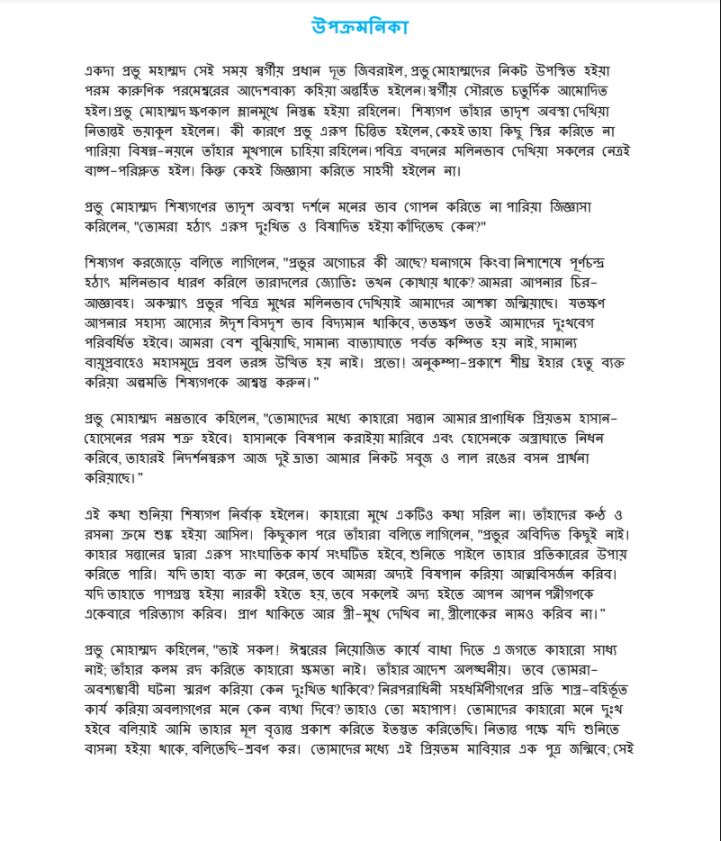 উপক্রমনিকা
একদা প্রভু মহাম্মদ সেই সময় স্বর্গীয় প্রধান দূত জিবরাইল, প্রভু মোহাম্মদের নিকট উপস্থিত হইয়া
পরম কারুণিক পরমেশ্বরের আদেশবাক্য কহিয়া অন্তর্হিত হইলেন। স্বর্গীয় সৌরভে চতুর্দিক আমোদিত
হইল। প্রভু মোহাম্মদ ক্ষণকাল ম্লানমুখে নিস্তব্ধ হইয়া রহিলেন। শিষ্যগণ তাঁহার তাদৃশ অবস্থা দেখিয়া
নিতান্তই ভয়াকুল হইলেন। কী কারণে প্রভু এরূপ চিন্তিত হইলেন, কেহই তাহা কিছু স্থির করিতে না
পারিয়া বিষন্ন-নয়নে তাঁহার মুখপানে চাহিয়া রহিলেন। পবিত্র বদনের মলিনভাব দেখিয়া সকলের নেত্রই
বাষ্প-পরিপ্লুত হইল। কিন্তু কেহই জিজ্ঞাসা করিতে সাহসী হইলেন না।
প্রভু মোহাম্মদ শিষ্যগণের তাদৃশ অবস্থা দর্শনে মনের ভাব গোপন করিতে না পারিয়া জিজ্ঞাসা
করিলেন, "তোমরা হঠাৎ এরূপ দুঃখিত ও বিষাদিত হইয়া কাঁদিতেছ কেন?"
শিষ্যগণ করজোড়ে বলিতে লাগিলেন, "প্রভুর অগোচর কী আছে? ঘনাগমে কিংবা নিশাশেষে পূর্ণচন্দ্র
হঠাৎ মলিনভাব ধারণ করিলে তারাদলের জ্যোতিঃ তখন কোথায় থাকে? আমরা আপনার চির-
আজ্ঞাবহ। অকস্মাৎ প্রভুর পবিত্র মুখের মলিনভাব দেখিয়াই আমাদের আশঙ্কা জন্মিয়াছে। যতক্ষণ
আপনার সহাস্য আস্যের ঈদৃশ বিসদৃশ ভাব বিদ্যমান থাকিবে, ততক্ষণ ততই আমাদের দুঃখবেগ
পরিবর্ধিত হইবে। আমরা বেশ বুঝিয়াছি, সামান্য বাত্যাঘাতে পর্বত কম্পিত হয় নাই, সামান্য
বায়ুপ্রবাহেও মহাসমুদ্রে প্রবল তরঙ্গ উত্থিত হয় নাই। প্রভো! অনুকম্পা-প্রকাশে শীঘ্র ইহার হেতু ব্যক্ত
করিয়া অল্পমতি শিষ্যগণকে আশ্বস্ত করুন।"
প্রভু মোহাম্মদ নম্রভাবে কহিলেন, "তোমাদের মধ্যে কাহারো সন্তান আমার প্রাণাধিক প্রিয়তম হাসান-
হোসেনের পরম শত্রু হইবে। হাসানকে বিষপান করাইয়া মারিবে এবং হোসেনকে অস্ত্রাঘাতে নিধন
করিবে, তাহারই নিদর্শনস্বরূপ আজ দুই ভ্রাতা আমার নিকট সবুজ ও লাল রঙের বসন প্রার্থনা
করিয়াছে।"
এই কথা শুনিয়া শিষ্যগণ নির্বাক্ হইলেন। কাহারো মুখে একটিও কথা সরিল না। তাঁহাদের কণ্ঠ ও
রসনা ক্রমে শুষ্ক হইয়া আসিল। কিছুকাল পরে তাঁহারা বলিতে লাগিলেন, "প্রভুর অবিদিত কিছুই নাই।
কাহার সন্তানের দ্বারা এরূপ সাংঘাতিক কার্য সংঘটিত হইবে, শুনিতে পাইলে তাহার প্রতিকারের উপায়
করিতে পারি। যদি তাহা ব্যক্ত না করেন, তবে আমরা অদ্যই বিষপান করিয়া আত্মবিসর্জন করিব।
যদি তাহাতে পাপগ্রস্ত হইয়া নারকী হইতে হয়, তবে সকলেই অদ্য হইতে আপন আপন পত্নীগণকে
একেবারে পরিত্যাগ করিব। প্রাণ থাকিতে আর স্ত্রী-মুখ দেখিব না, স্ত্রীলোকের নামও করিব না।"
প্রভু মোহাম্মদ কহিলেন, "ভাই সকল! ঈশ্বরের নিয়োজিত কার্যে বাধা দিতে এ জগতে কাহারো সাধ্য
নাই; তাঁহার কলম রদ করিতে কাহারো ক্ষমতা নাই। তাঁহার আদেশ অলঙ্ঘনীয়। তবে তোমরা-
অবশ্যম্ভাবী ঘটনা স্মরণ করিয়া কেন দুঃখিত থাকিবে? নিরপরাধিনী সহধর্মিণীগণের প্রতি শাস্ত্র-বহির্ভূত
কার্য করিয়া অবলাগণের মনে কেন ব্যথা দিবে? তাহাও তো মহাপাপ! তোমাদের কাহারো মনে দুঃখ
হইবে বলিয়াই আমি তাহার মূল বৃত্তান্ত প্রকাশ করিতে ইতস্তত করিতেছি। নিতান্ত পক্ষে যদি শুনিতে
বাসনা হইয়া থাকে, বলিতেছি-শ্রবণ কর। তোমাদের মধ্যে এই প্রিয়তম মাবিয়ার এক পুত্র জন্মিবে; সেই